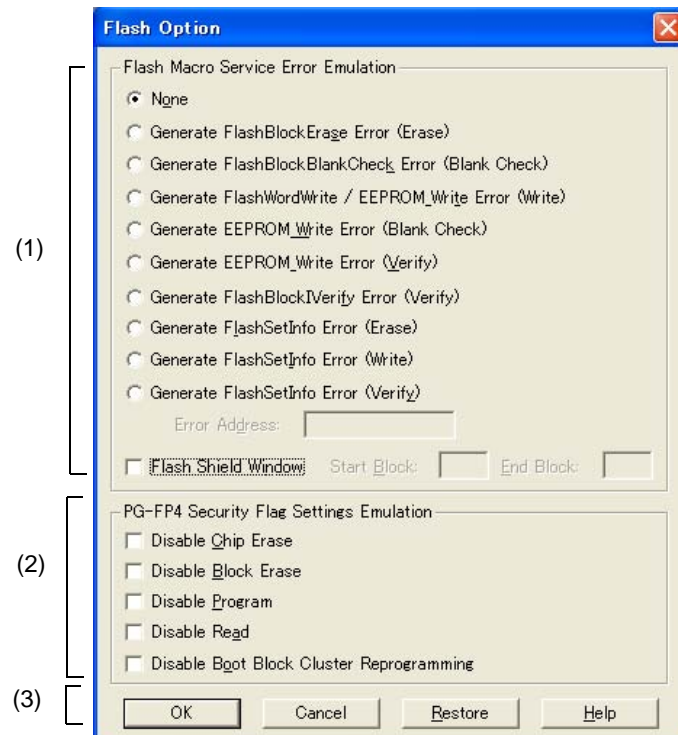 Flash Option
Flash Macro Service Error Emulation
None
Generate FlashBlockErase Error (Erase)
Generate FlashBlockBlankCheck Error (Blank Check)
Generate FlashWordWrite / EEPROM_Write Error (Write)
(1)
Generate EEPROM_Write Error (Blank Check)
Generate EEPROM_Write Error (Verify)
Generate FlashBlockIVerify Error (Verify)
Generate FlashSetInfo Error (Erase)
Generate FlashSetInfo Error (Write)
Generate FlashSetInfo Error (Verify)
Error Address:
Flash Shield Window Start Block: End Block:
PG-FP4 Security Flag Settings Emulation
Disable Chip Erase
(2)
Disable Block Erase
Disable Program
Disable Read
Disable Boot Block Cluster Reprogramming
(3)
OK Cancel Restore Help